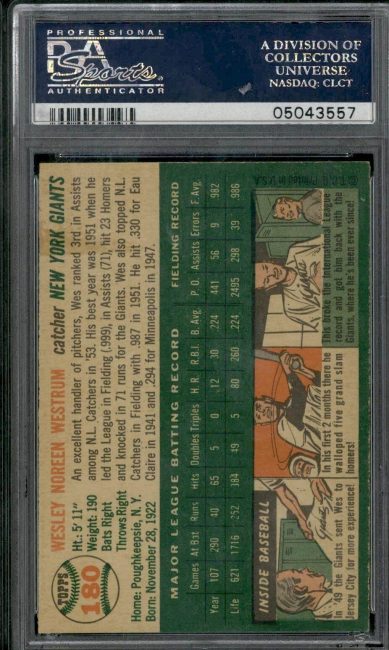 PROFESSIONAL
PSA
Sports
AUTHENTICATOR
A DIVISION OF
COLLECTORS
UNIVERSE
NASDAQ: CLCT
05043557
TOPPS
180
WESLEY NOREEN WESTRUM
catcher NEW YORK GIANTS
Ht.: 5' 11"
Weight: 190
Bats Right
Throws Right
Home: Poughkeepsie, N. Y.
Born: November 28, 1922
An excellent handler of pitchers, Wes ranked 3rd in Assists
among N.L. Catchers in '53. His best year was 1951 when he
led the League in Fielding (.999), in Assists (71), hit 23 Homers
and knocked in 71 runs for the Giants. Wes also topped N.L.
Catchers in Fielding with .987 in 1951. He hit .330 for Eau
Claire in 1941 and .294 for Minneapolis in 1947.
MAJOR LEAGUE BATTING RECORD
FIELDING RECORD
Games At Bat Runs Hits Doubles Triples H. R. R.B.I. B. Avg. P. O. Assists Errors F. Avg.
Year 107 290 40 65 5 0 12 30 .224 441 56 9 .982
Life 621 1716 252 384 49 5 80 260 .224 2495 298 39 .986
INSIDE BASEBALL
In '49 the Giants sent Wes to
Jersey City for more experience!
In his first 2 months there he
walloped five grand slam
homers!
This broke the International League
record and got him back with the
Giants, where he's been ever since!
© T.C.G. Printed in U.S.A.